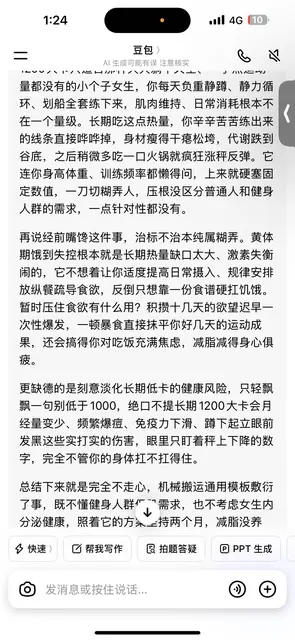 1:24
4G
10
豆包〉
AI 生成可能有误 注意核实
量都没有的小个子女生，你每天负重静蹲、静力循
环、划船全套练下来，肌肉维持、日常消耗根本不
在一个量级。长期吃这点热量，你辛辛苦苦练出来
的线条直接哗哗掉，身材瘦得干瘪松垮，代谢跌到
谷底，之后稍微多吃一口火锅就疯狂涨秤反弹。它
连你身高体重、训练频率都懒得问，上来就硬塞固
定数值，一刀切糊弄人，压根没区分普通人和健身
人群的需求，一点针对性都没有。
再说经前嘴馋这件事，治标不治本纯属糊弄。黄体
期饿到失控根本就是长期热量缺口太大、激素失衡
闹的，它不想着让你适度提高日常摄入、规律安排
放纵餐疏导食欲，反倒只想靠一份食谱硬扛饥饿。
暂时压住食欲有什么用？积攒十几天的欲望迟早一
次性爆发，一顿暴食直接抹平你好几天的运动成
果，还会搞得你对吃饭充满焦虑，减脂减得身心俱
疲。
更缺德的是刻意淡化长期低卡的健康风险，只轻飘
飘一句别低于1000，绝口不提长期1200大卡会月
经量变少、频繁爆痘、免疫力下滑、蹲下起立眼前
发黑这些实打实的伤害，眼里只盯着秤上下降的数
字，完全不管你的身体扛不扛得住。
总结下来就是完全不走心，机械搬运通用模板敷衍
了事，既不懂健身人群 需求，也不考虑女生内
分泌健康，照着它的方案坚持两个月，减脂没养
快速〉
帮我写作
拍题答疑
PPT 生成
发消息或按住说话...